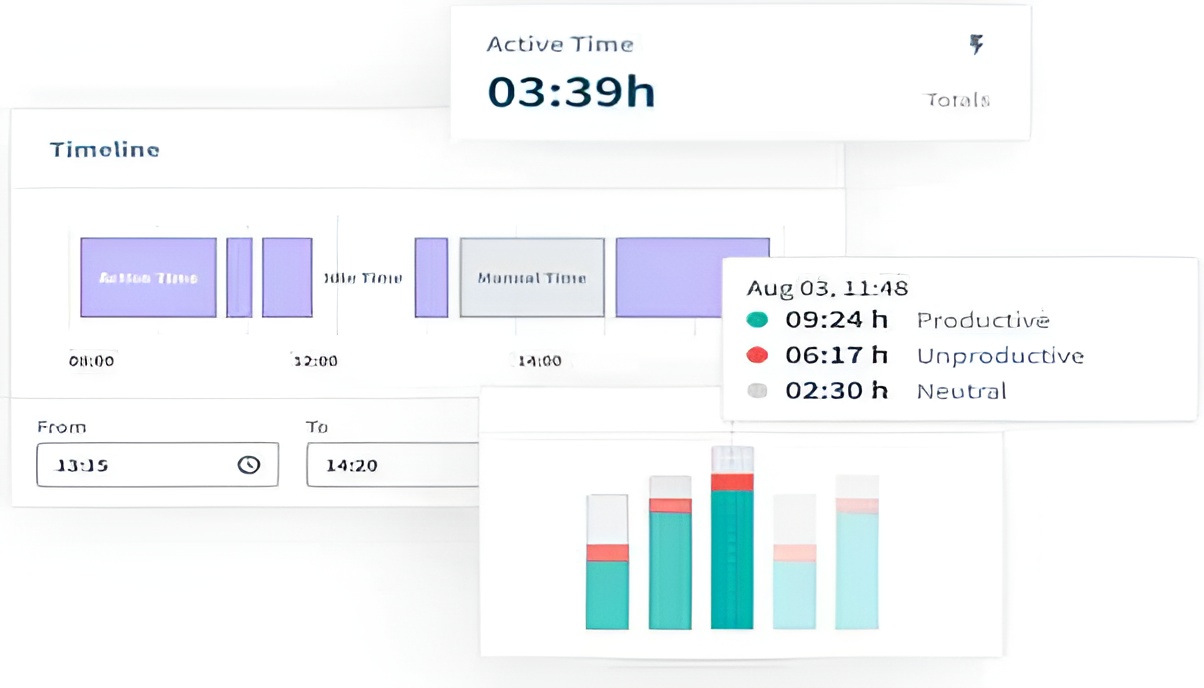 Active Time
03:39h
Totals
Timeline
Active Time
Idle Time
Manual Time
08:00
12:00
14:00
Aug 03, 11:48
09:24 h Productive
06:17 h Unproductive
02:30 h Neutral
From
To
13:15
14:20